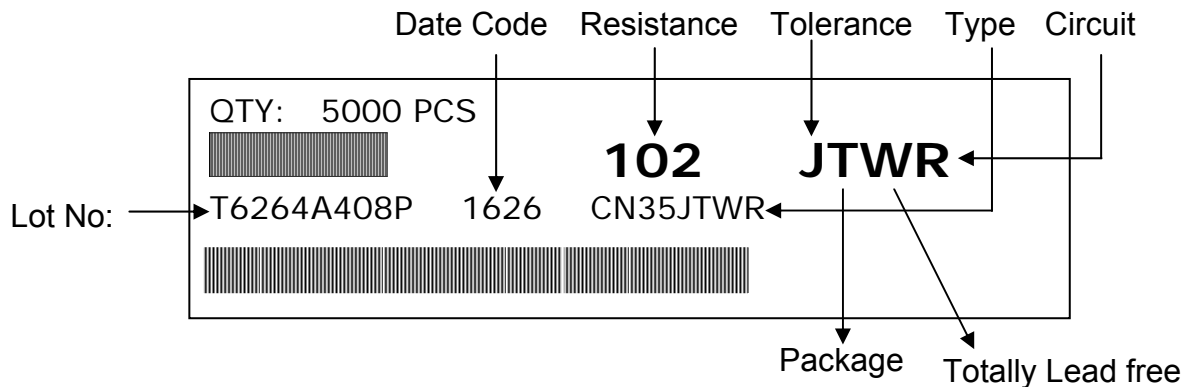 Date Code Resistance Tolerance Type Circuit
QTY: 5000 PCS
102 JTWR
Lot No: T6264A408P 1626 CN35JTWR
Package Totally Lead free